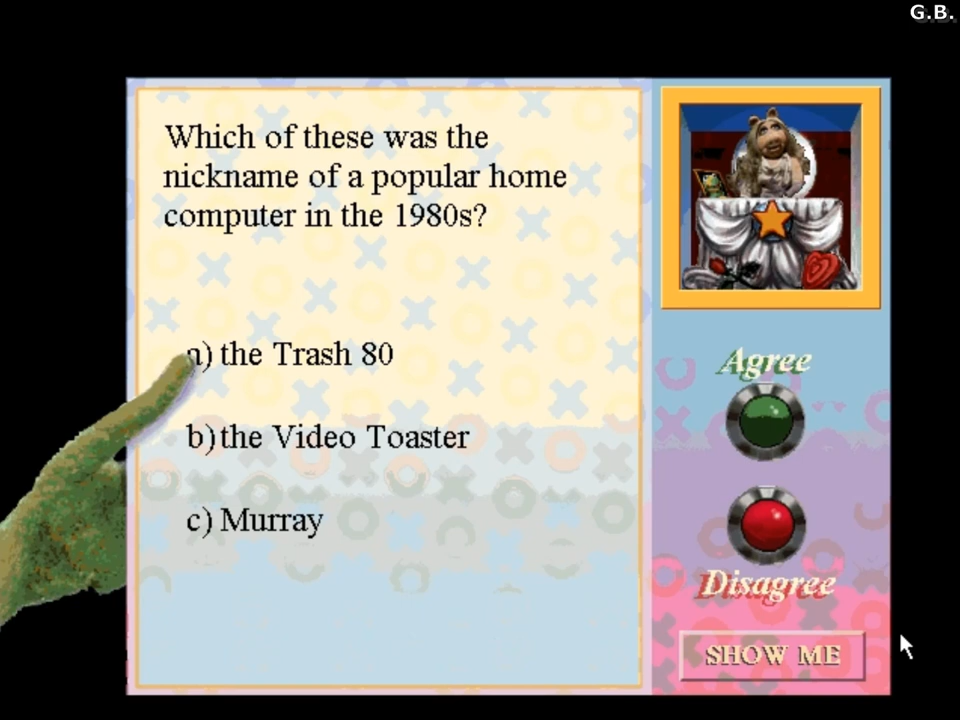 G.B.
Which of these was the
nickname of a popular home
computer in the 1980s?
a) the Trash 80
b) the Video Toaster
c) Murray
Agree
Disagree
SHOW ME